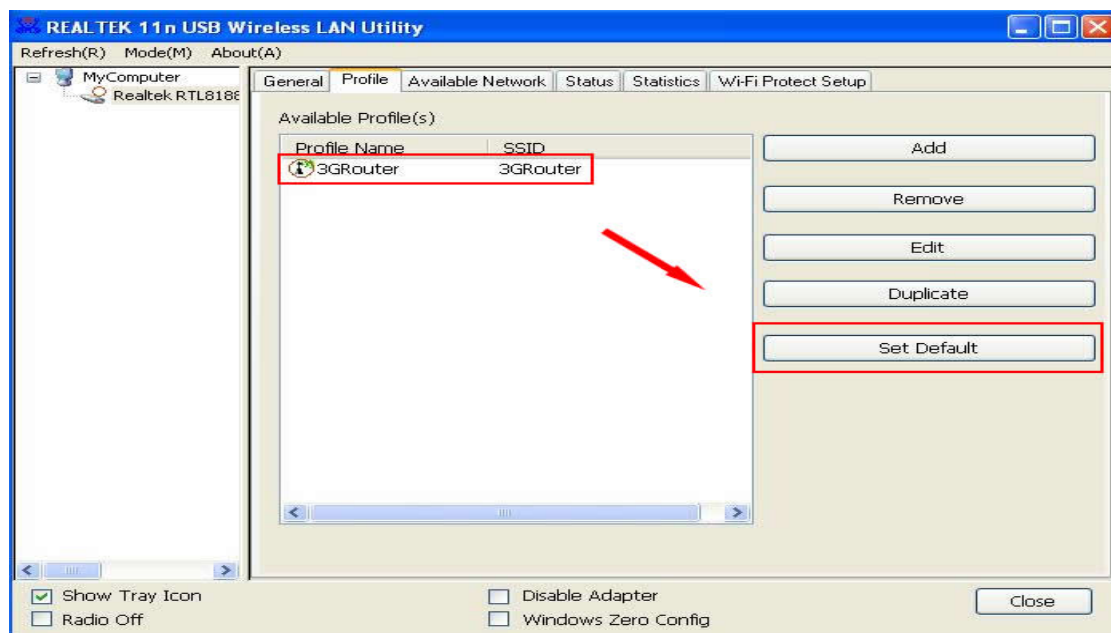 REALTEK 11n USB Wireless LAN Utility
Refresh(R) Mode(M) About(A)
MyComputer
Realtek RTL8188
General Profile Available Network Status Statistics Wi-Fi Protect Setup
Available Profile(s)
Profile Name SSID
3GRouter 3GRouter
Add
Remove
Edit
Duplicate
Set Default
Show Tray Icon
Radio Off
Disable Adapter
Windows Zero Config
Close